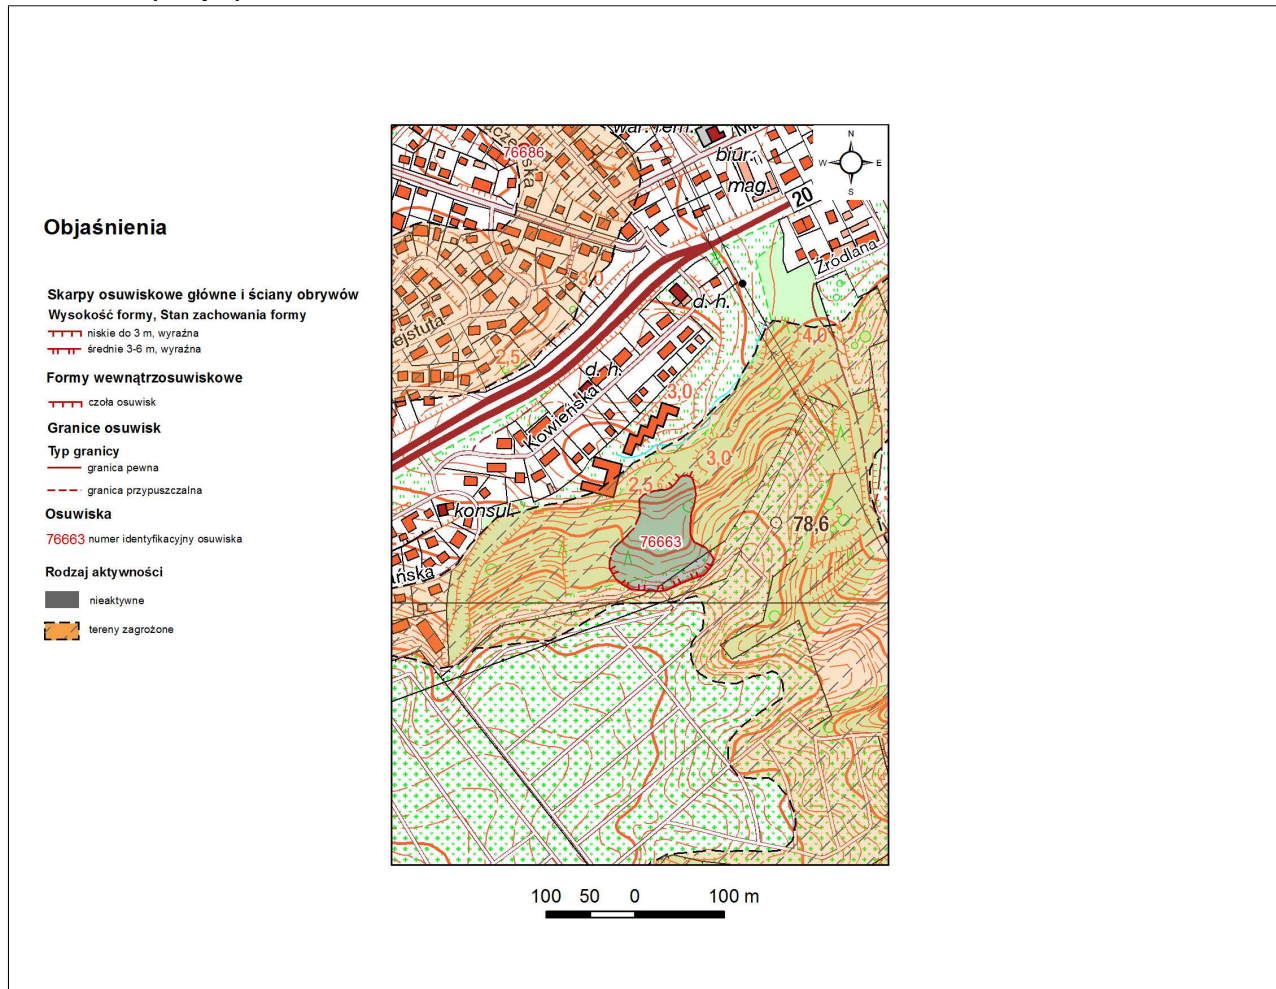 Objaśnienia
Skarpy osuwiskowe główne i ściany obrywów
Wysokość formy, Stan zachowania formy
niskie do 3 m, wyraźna
średnie 3-6 m, wyraźna
Formy wewnątrzosuwiskowe
czoła osuwisk
Granice osuwisk
Typ granicy
granica pewna
granica przypuszczalna
Osuwiska
76663 numer identyfikacyjny osuwiska
Rodzaj aktywności
nieaktywne
tereny zagrożone
76686
biur.
mag.
N
W E
S
20
Źródlana
3,0
d. h.
4,0
2,5
d. h.
3,0
Kowieńska
3,0
2,5
konsul.
78,6
76663
100 50 0 100 m